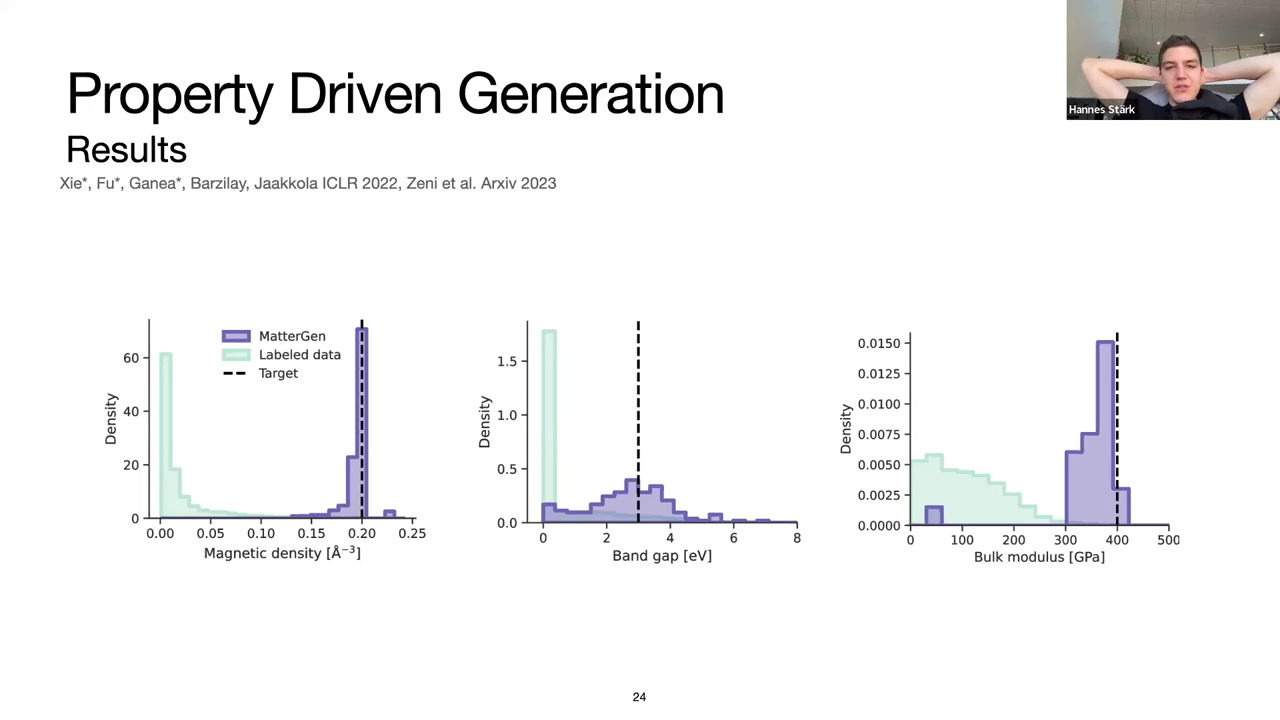 Property Driven Generation
Results
Xie*, Fu*, Ganea*, Barzilay, Jaakkola ICLR 2022, Zeni et al. Arxiv 2023
Hannes Stärk
MatterGen
Labeled data
Target
Density
60
40
20
0
0.00 0.05 0.10 0.15 0.20 0.25
Magnetic density [Å⁻³]
Density
1.5
1.0
0.5
0.0
0 2 4 6 8
Band gap [eV]
Density
0.0150
0.0125
0.0100
0.0075
0.0050
0.0025
0.0000
0 100 200 300 400 500
Bulk modulus [GPa]
24